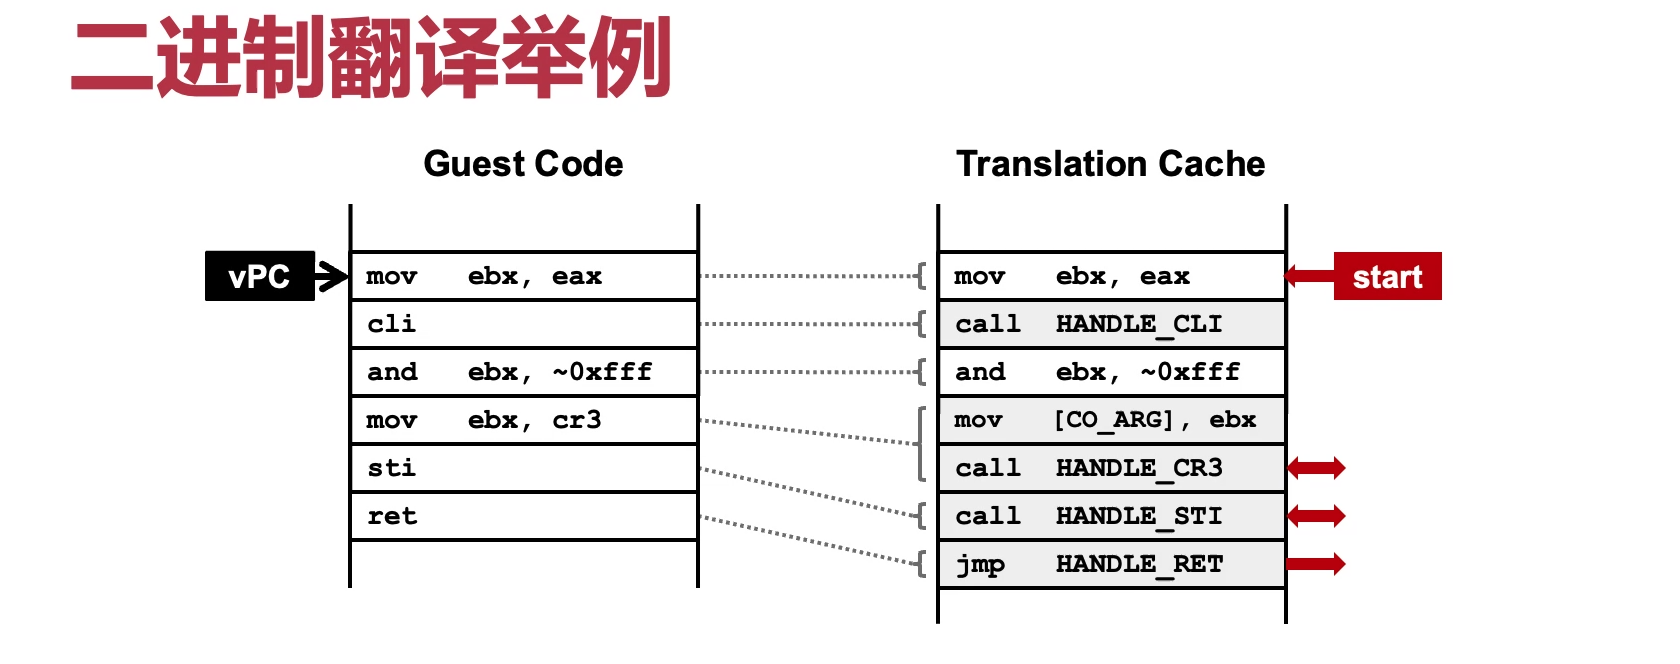 二进制翻译举例
Guest Code
Translation Cache
vPC
mov ebx, eax
cli
and ebx, ~0xfff
mov ebx, cr3
sti
ret
mov ebx, eax
call HANDLE_CLI
and ebx, ~0xfff
mov [CO_ARG], ebx
call HANDLE_CR3
call HANDLE_STI
jmp HANDLE_RET
start